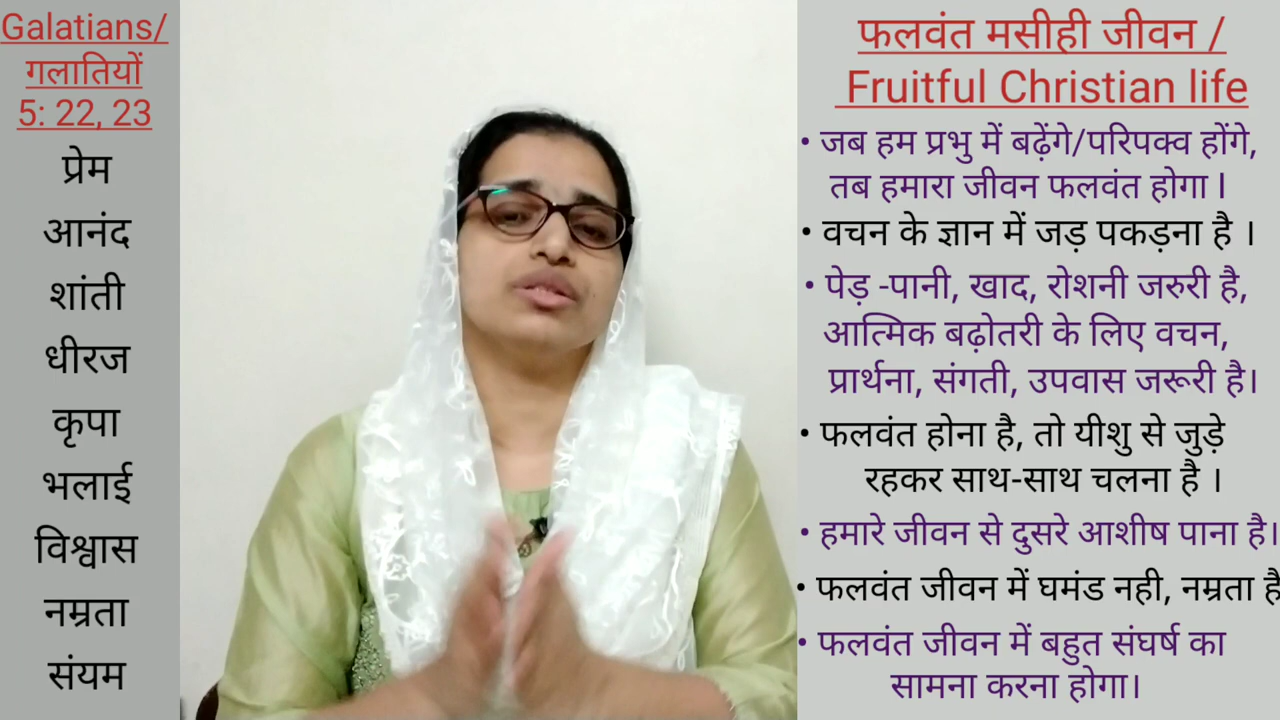 Galatians/
गलातियों
5: 22, 23
प्रेम
आनंद
शांती
धीरज
कृपा
भलाई
विश्वास
नम्रता
संयम
फलवंत मसीही जीवन /
Fruitful Christian life
• जब हम प्रभु में बढ़ेंगे/परिपक्व होंगे,
तब हमारा जीवन फलवंत होगा I
• वचन के ज्ञान में जड़ पकड़ना है ।
• पेड़ -पानी, खाद, रोशनी जरुरी है,
आत्मिक बढ़ोतरी के लिए वचन,
प्रार्थना, संगती, उपवास जरूरी है।
• फलवंत होना है, तो यीशु से जुड़े
रहकर साथ-साथ चलना है ।
• हमारे जीवन से दुसरे आशीष पाना है।
• फलवंत जीवन में घमंड नही, नम्रता है
• फलवंत जीवन में बहुत संघर्ष का
सामना करना होगा।